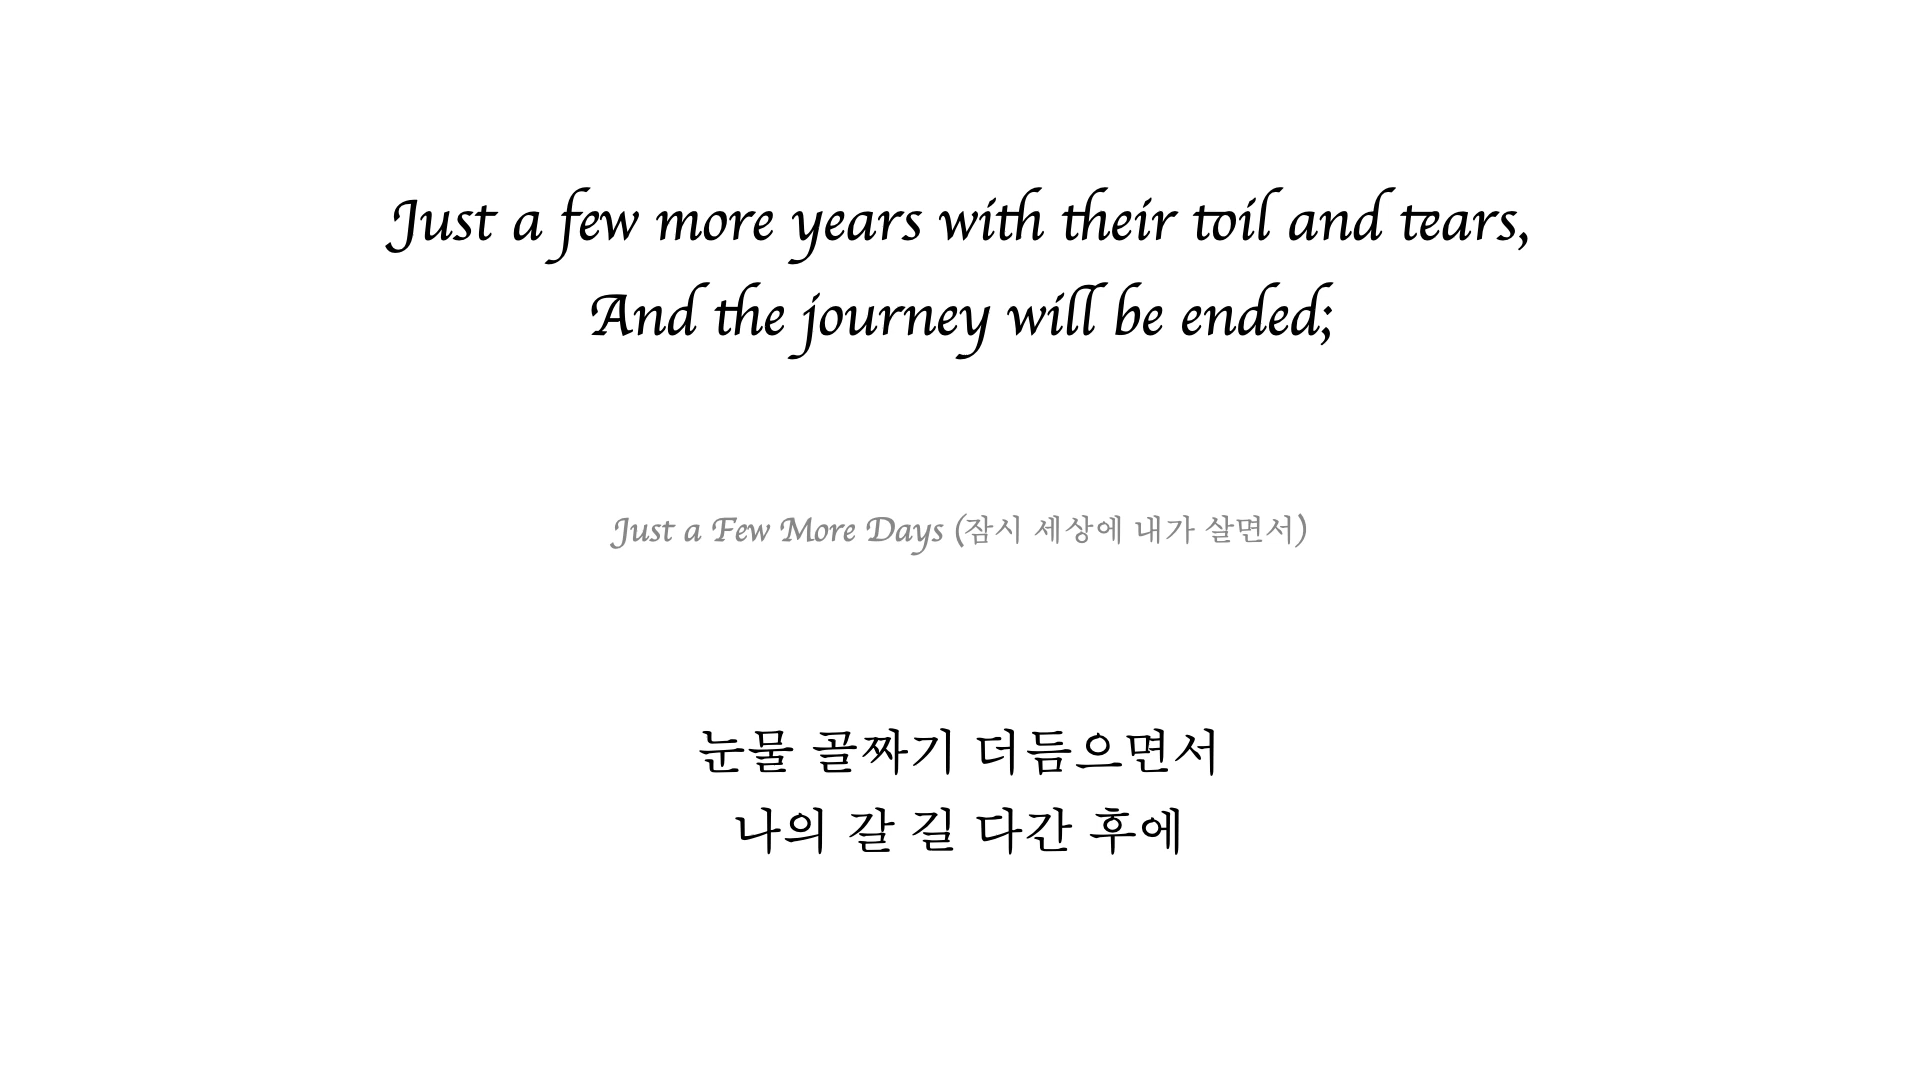 Just a few more years with their toil and tears,
And the journey will be ended;
Just a Few More Days (잠시 세상에 내가 살면서)
눈물 골짜기 더듬으면서
나의 갈 길 다간 후에